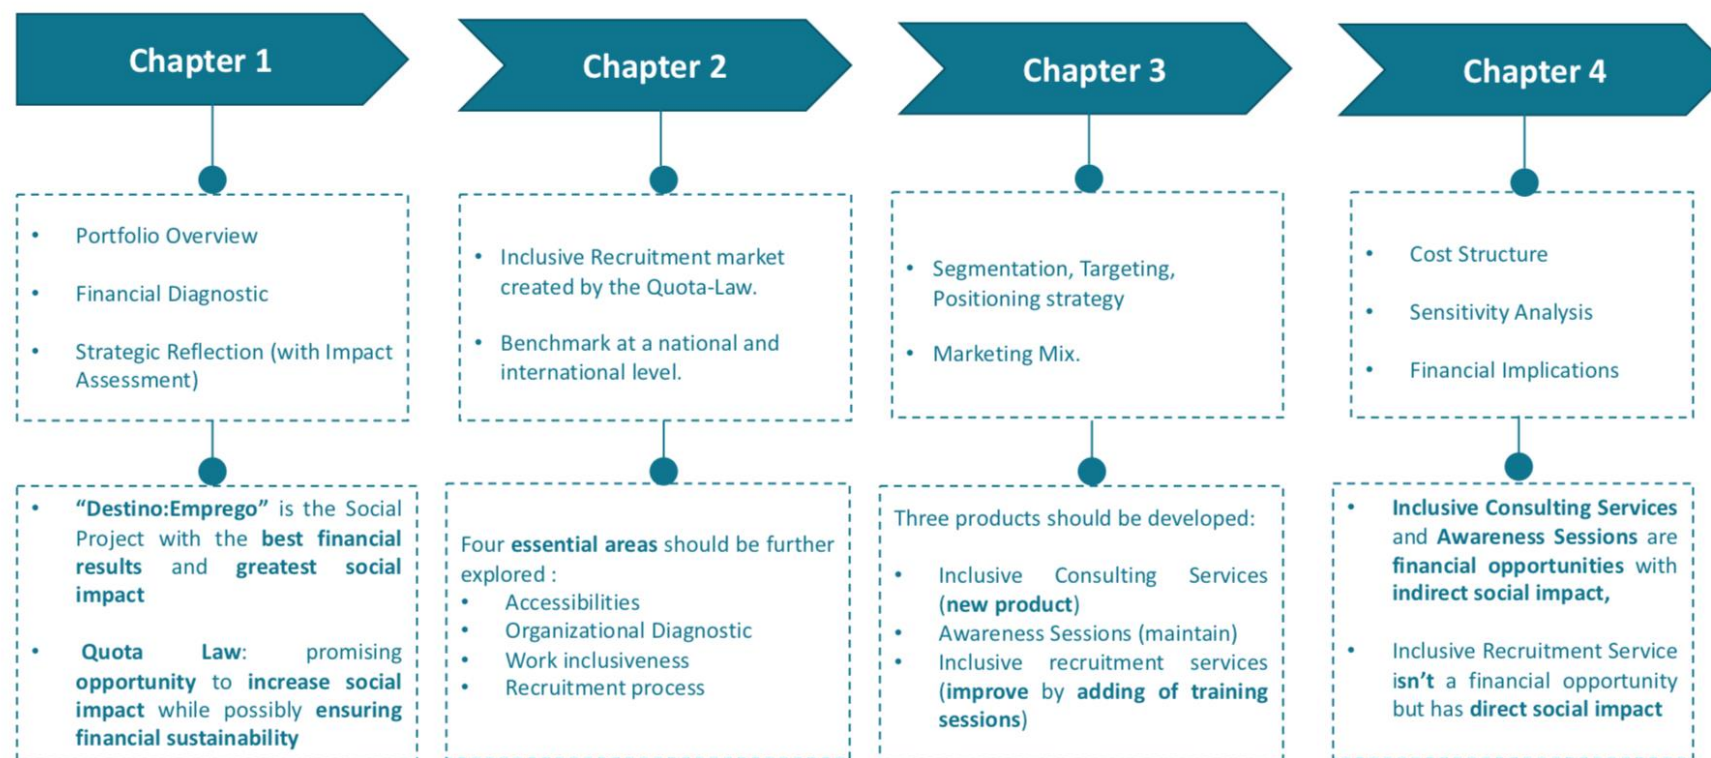 Chapter 1
• Portfolio Overview
• Financial Diagnostic
• Strategic Reflection (with Impact
Assessment)
• “Destino:Emprego” is the Social
Project with the best financial
results and greatest social
impact
• Quota Law: promising
opportunity to increase social
impact while possibly ensuring
financial sustainability
Chapter 2
• Inclusive Recruitment market
created by the Quota-Law.
• Benchmark at a national and
international level.
Four essential areas should be further
explored :
• Accessibilities
• Organizational Diagnostic
• Work inclusiveness
• Recruitment process
Chapter 3
• Segmentation, Targeting,
Positioning strategy
• Marketing Mix.
Three products should be developed:
• Inclusive Consulting Services
(new product)
• Awareness Sessions (maintain)
• Inclusive recruitment services
(improve by adding of training
sessions)
Chapter 4
• Cost Structure
• Sensitivity Analysis
• Financial Implications
• Inclusive Consulting Services
and Awareness Sessions are
financial opportunities with
indirect social impact,
• Inclusive Recruitment Service
isn’t a financial opportunity
but has direct social impact